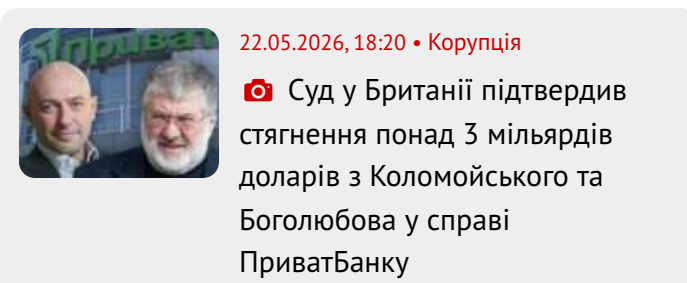 Приват
22.05.2026, 18:20 • Корупція
Суд у Британії підтвердив
стягнення понад 3 мільярдів
доларів з Коломойського та
Боголюбова у справі
ПриватБанку